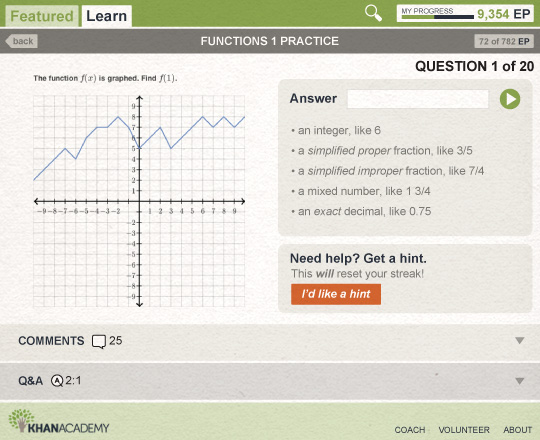 Featured Learn
MY PROGRESS 9,354 EP
back FUNCTIONS 1 PRACTICE 72 of 782 EP
QUESTION 1 of 20
The function f(x) is graphed. Find f(1).
9
8
7
6
5
4
3
2
1
-9 -8 -7 -6 -5 -4 -3 -2 1 2 3 4 5 6 7 8 9
-2
-3
-4
-5
-6
-7
-8
-9
Answer
• an integer, like 6
• a simplified proper fraction, like 3/5
• a simplified improper fraction, like 7/4
• a mixed number, like 1 3/4
• an exact decimal, like 0.75
Need help? Get a hint.
This will reset your streak!
I'd like a hint
COMMENTS 25
Q&A A 2:1
KHANACADEMY
COACH VOLUNTEER ABOUT